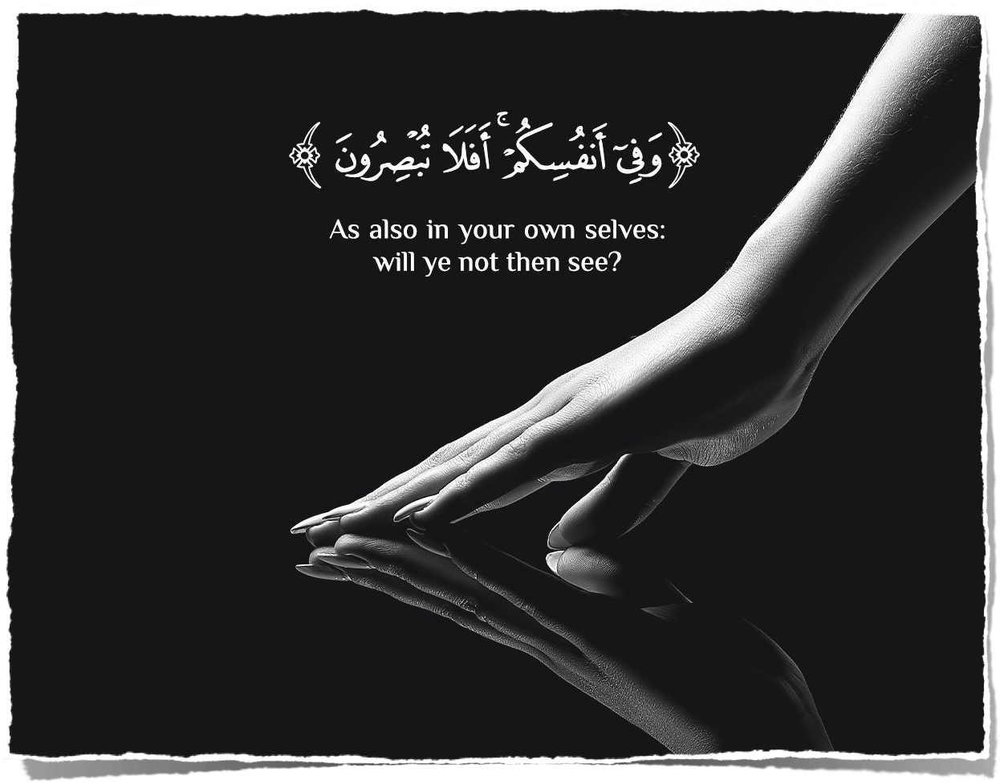 ﴿وَفِىٓ أَنفُسِكُمْ ۚ أَفَلَا تُبْصِرُونَ﴾
As also in your own selves:
will ye not then see?